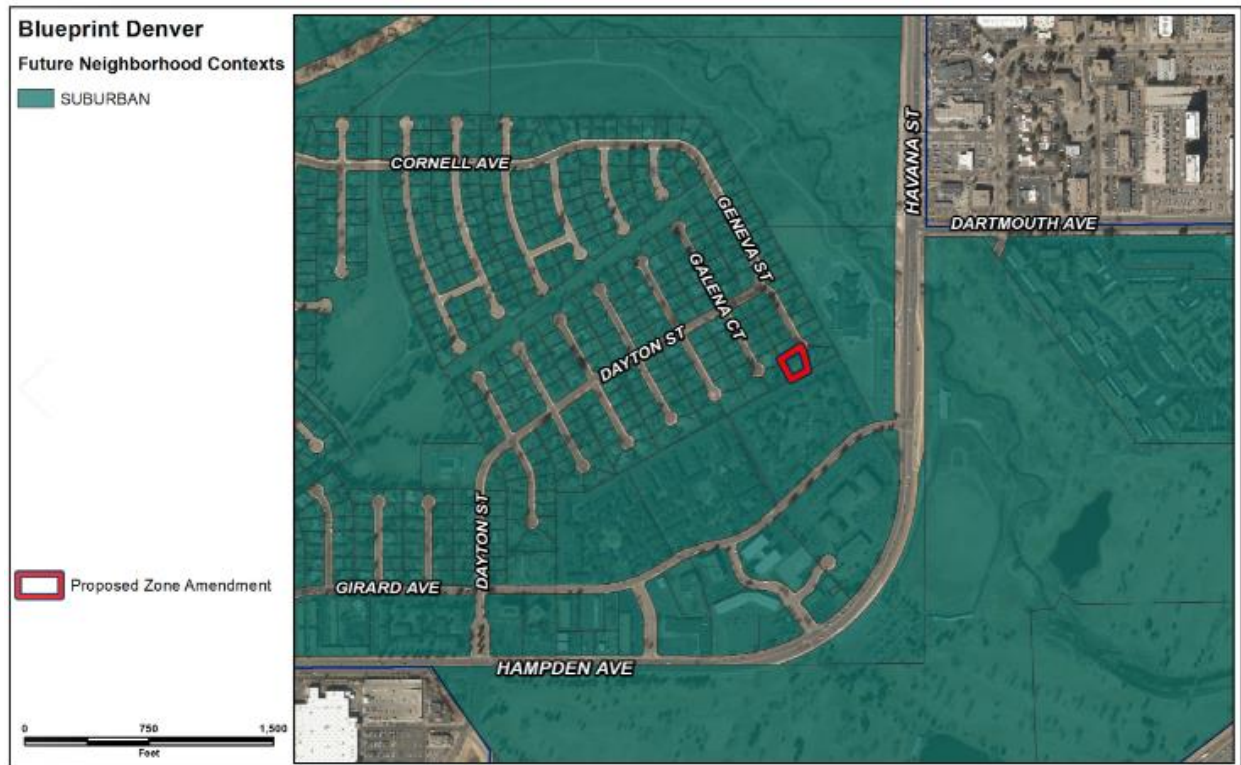 Blueprint Denver
Future Neighborhood Contexts
SUBURBAN
CORNELL AVE
GENEVA ST
HAVANA ST
DARTMOUTH AVE
GALENA CT
DAYTON ST
DAYTON ST
GIRARD AVE
HAMPDEN AVE
Proposed Zone Amendment
0 750 1,500
Feet